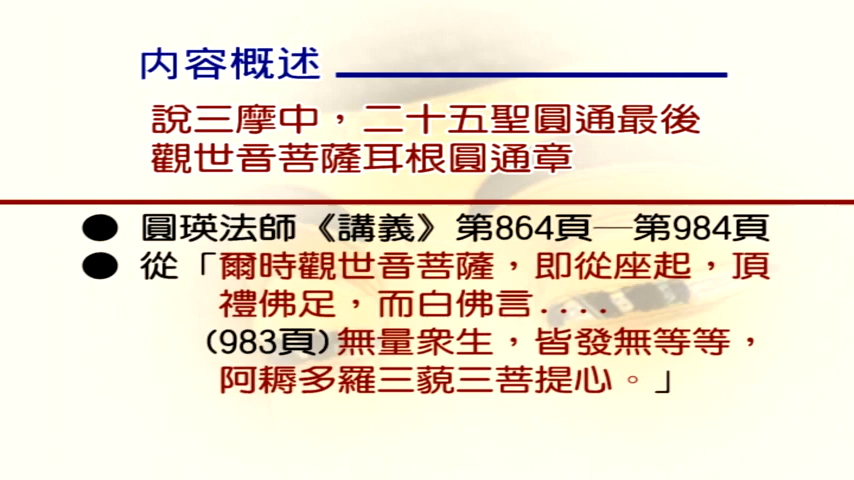 内容概述
說三摩中，二十五聖圓通最後
觀世音菩薩耳根圓通章
● 圓瑛法師《講義》第864頁—第984頁
● 從「爾時觀世音菩薩，即從座起，頂
禮佛足，而白佛言....
(983頁)無量衆生，皆發無等等，
阿耨多羅三藐三菩提心。」